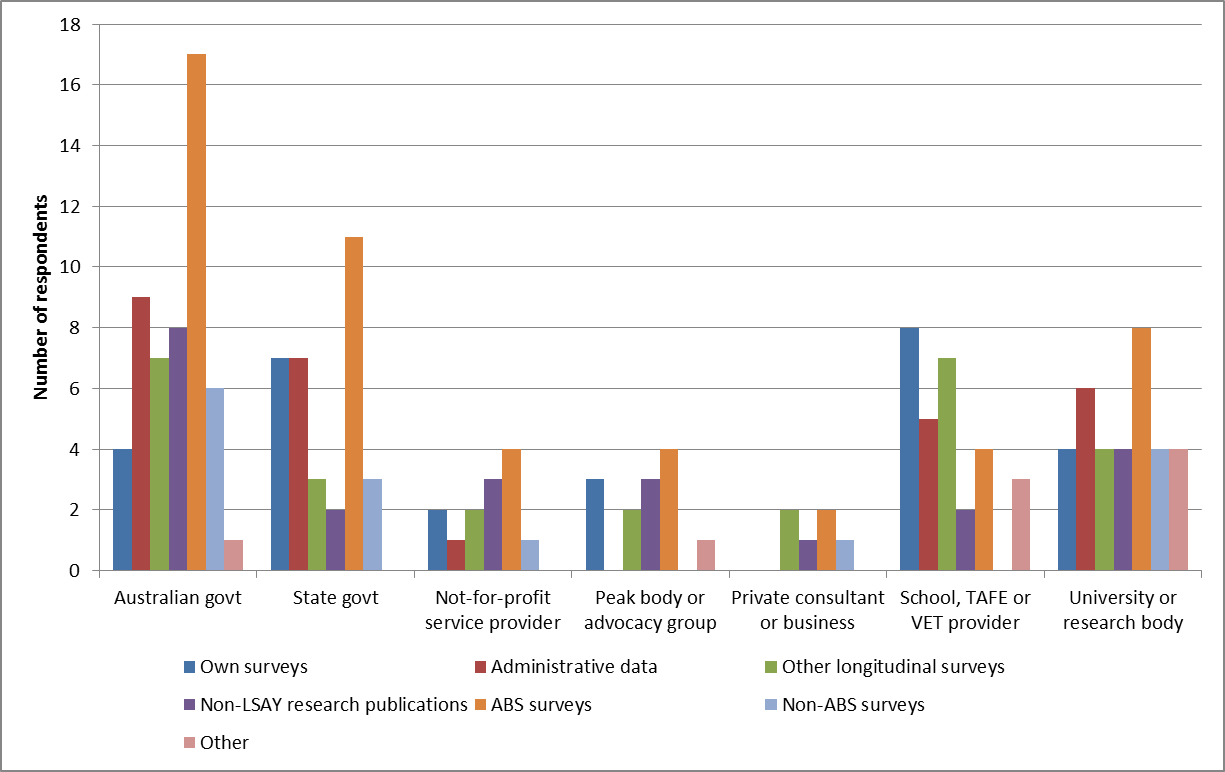 18
16
14
12
10
8
6
4
2
0
Number of respondents
Australian govt
State govt
Not-for-profit
service provider
Peak body or
advocacy group
Private consultant
or business
School, TAFE or
VET provider
University or
research body
Own surveys
Administrative data
Other longitudinal surveys
Non-LSAY research publications
ABS surveys
Non-ABS surveys
Other